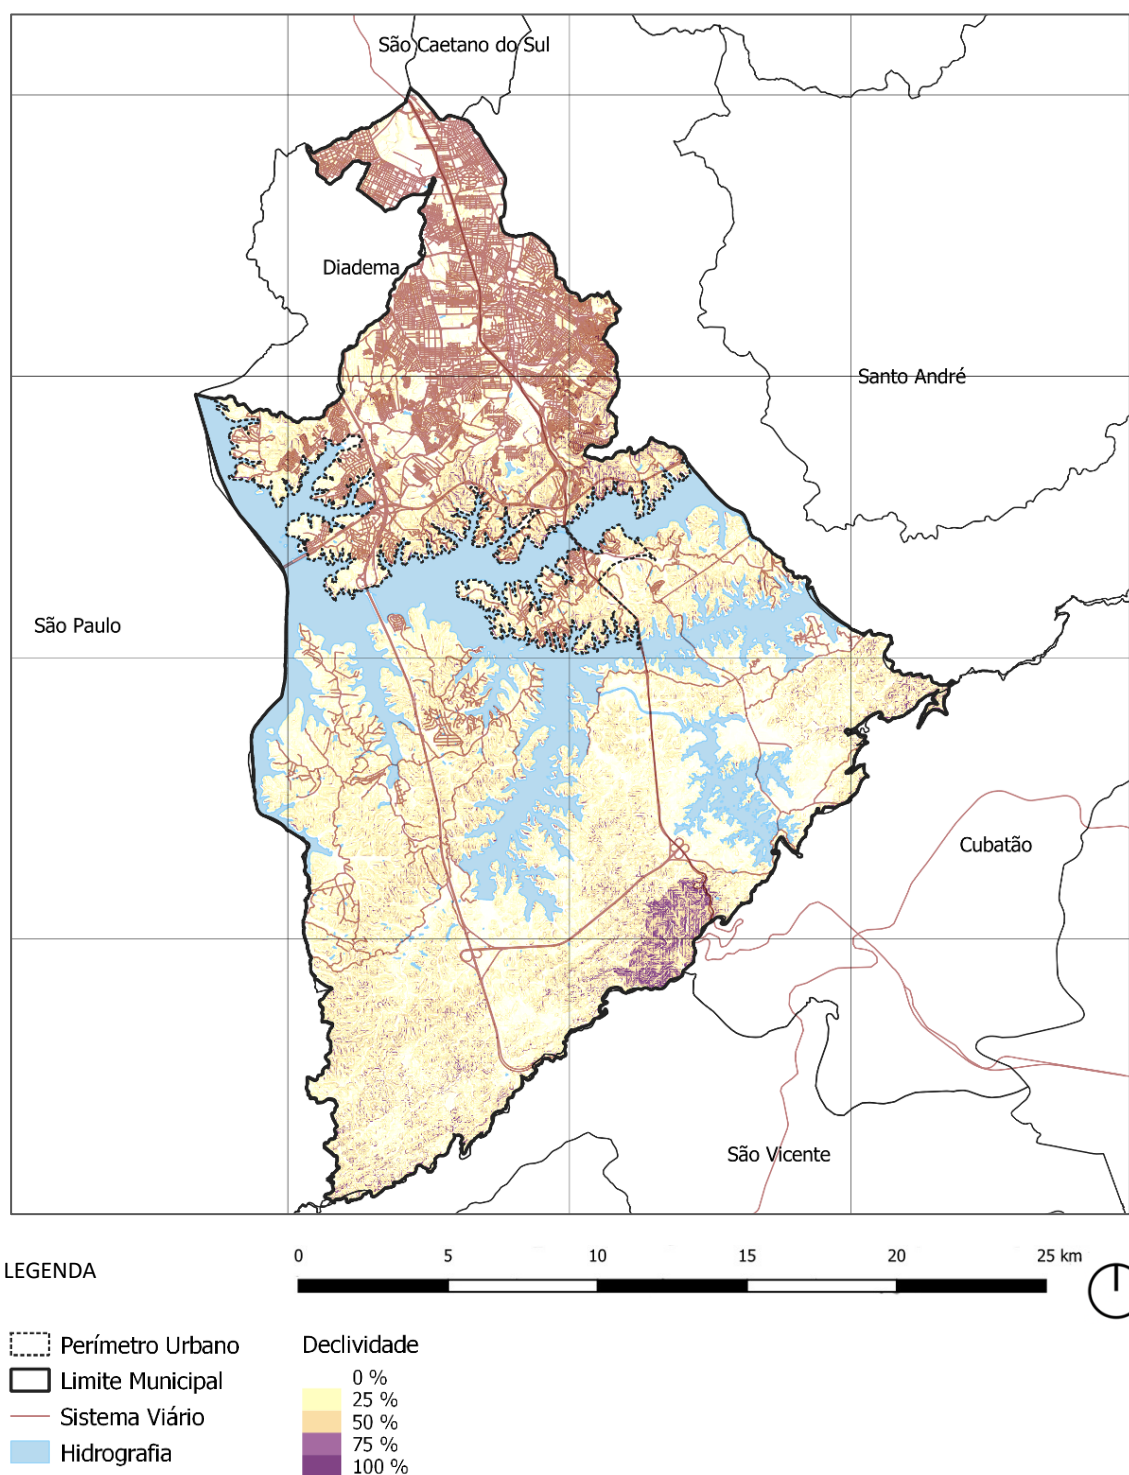 São Caetano do Sul
Diadema
Santo André
São Paulo
Cubatão
São Vicente
LEGENDA
0 5 10 15 20 25 km
Perímetro Urbano
Limite Municipal
Sistema Viário
Hidrografia
Declividade
0 %
25 %
50 %
75 %
100 %